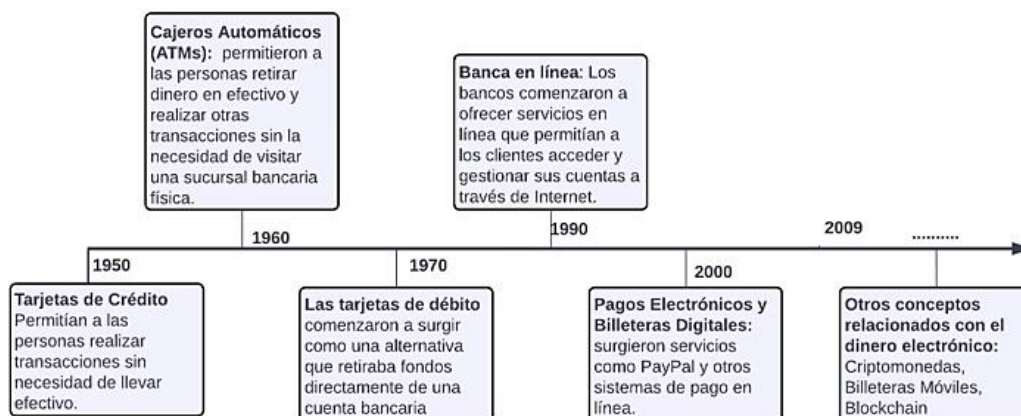 Cajeros Automáticos
(ATMs): permitieron a
las personas retirar
dinero en efectivo y
realizar otras
transacciones sin la
necesidad de visitar
una sucursal bancaria
física.
Banca en línea: Los
bancos comenzaron a
ofrecer servicios en
línea que permitían a
los clientes acceder y
gestionar sus cuentas a
través de Internet.
1950
1960
1970
1990
2000
2009
..........
Tarjetas de Crédito
Permitían a las
personas realizar
transacciones sin
necesidad de llevar
efectivo.
Las tarjetas de débito
comenzaron a surgir
como una alternativa
que retiraba fondos
directamente de una
cuenta bancaria
Pagos Electrónicos y
Billeteras Digitales:
surgieron servicios
como PayPal y otros
sistemas de pago en
línea.
Otros conceptos
relacionados con el
dinero electrónico:
Criptomonedas,
Billeteras Móviles,
Blockchain